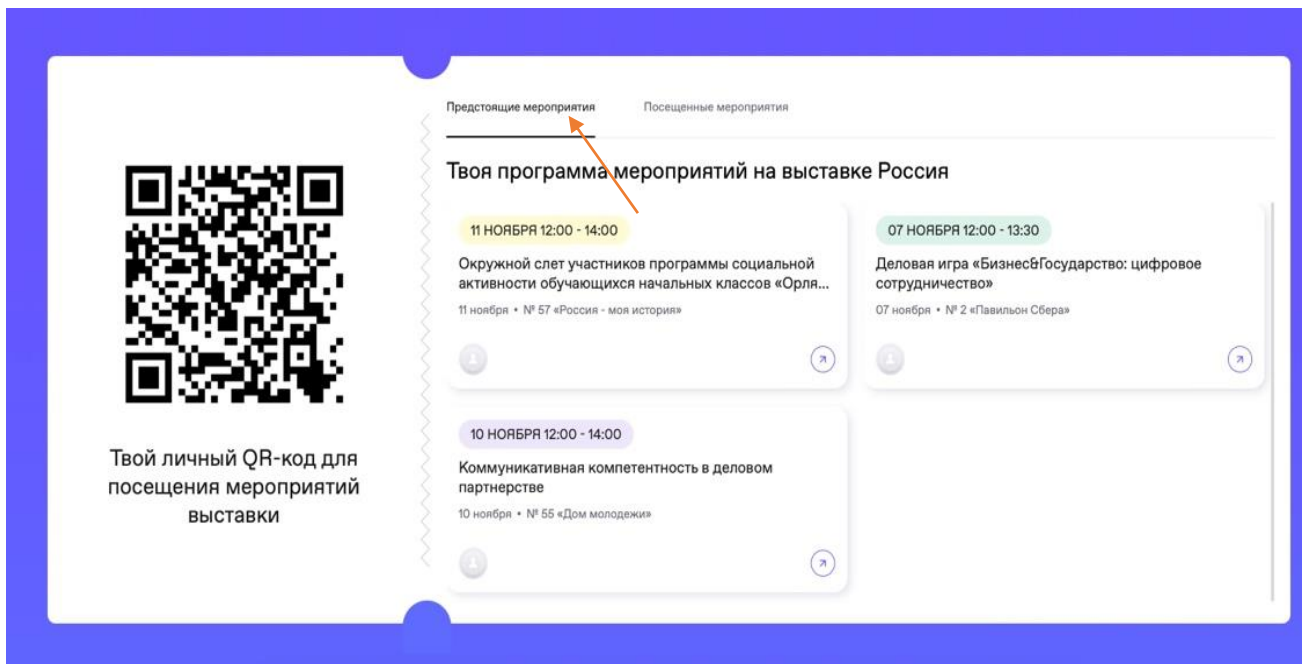 Предстоящие мероприятия
Посещенные мероприятия
Твоя программа мероприятий на выставке Россия
11 НОЯБРЯ 12:00 - 14:00
Окружной слет участников программы социальной
активности обучающихся начальных классов «Орля...
11 ноября • № 57 «Россия - моя история»
07 НОЯБРЯ 12:00 - 13:30
Деловая игра «Бизнес&Государство: цифровое
сотрудничество»
07 ноября • № 2 «Павильон Сбера»
10 НОЯБРЯ 12:00 - 14:00
Коммуникативная компетентность в деловом
партнерстве
10 ноября • № 55 «Дом молодежи»
Твой личный QR-код для
посещения мероприятий
выставки